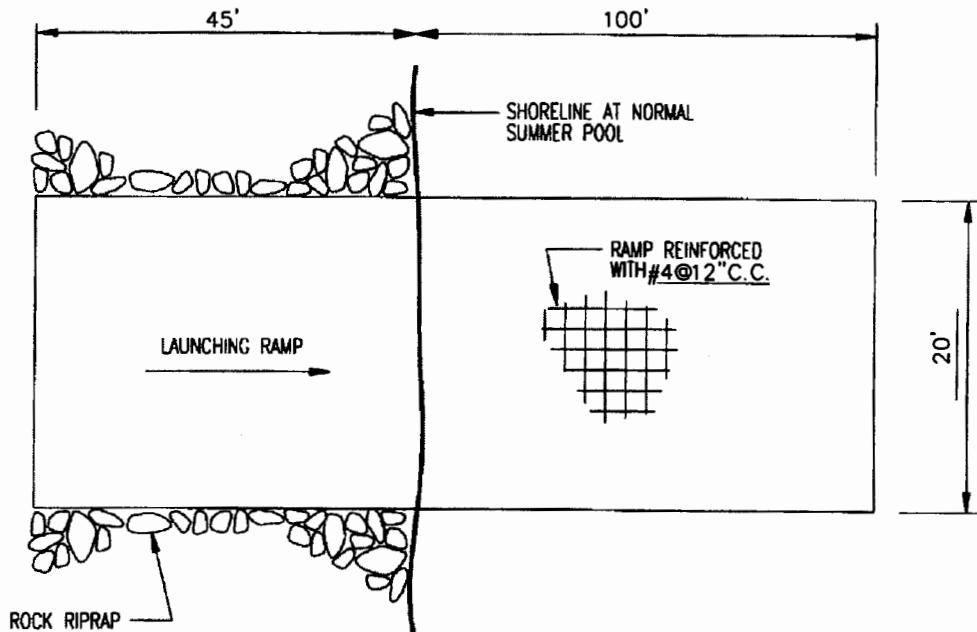 45'
100'
SHORELINE AT NORMAL
SUMMER POOL
RAMP REINFORCED
WITH #4@12"C.C.
LAUNCHING RAMP
20'
ROCK RIPRAP